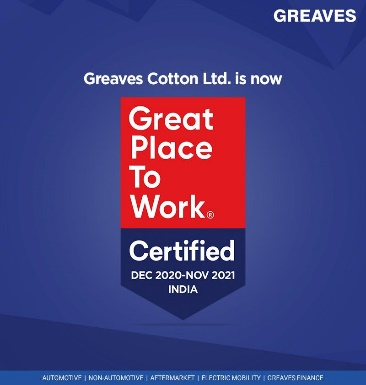 GREAVES
Greaves Cotton Ltd. is now
Great
Place
To
Work®
Certified
DEC 2020-NOV 2021
INDIA
AUTOMOTIVE | NON-AUTOMOTIVE | AFTERMARKET | ELECTRIC MOBILITY | GREAVES FINANCE